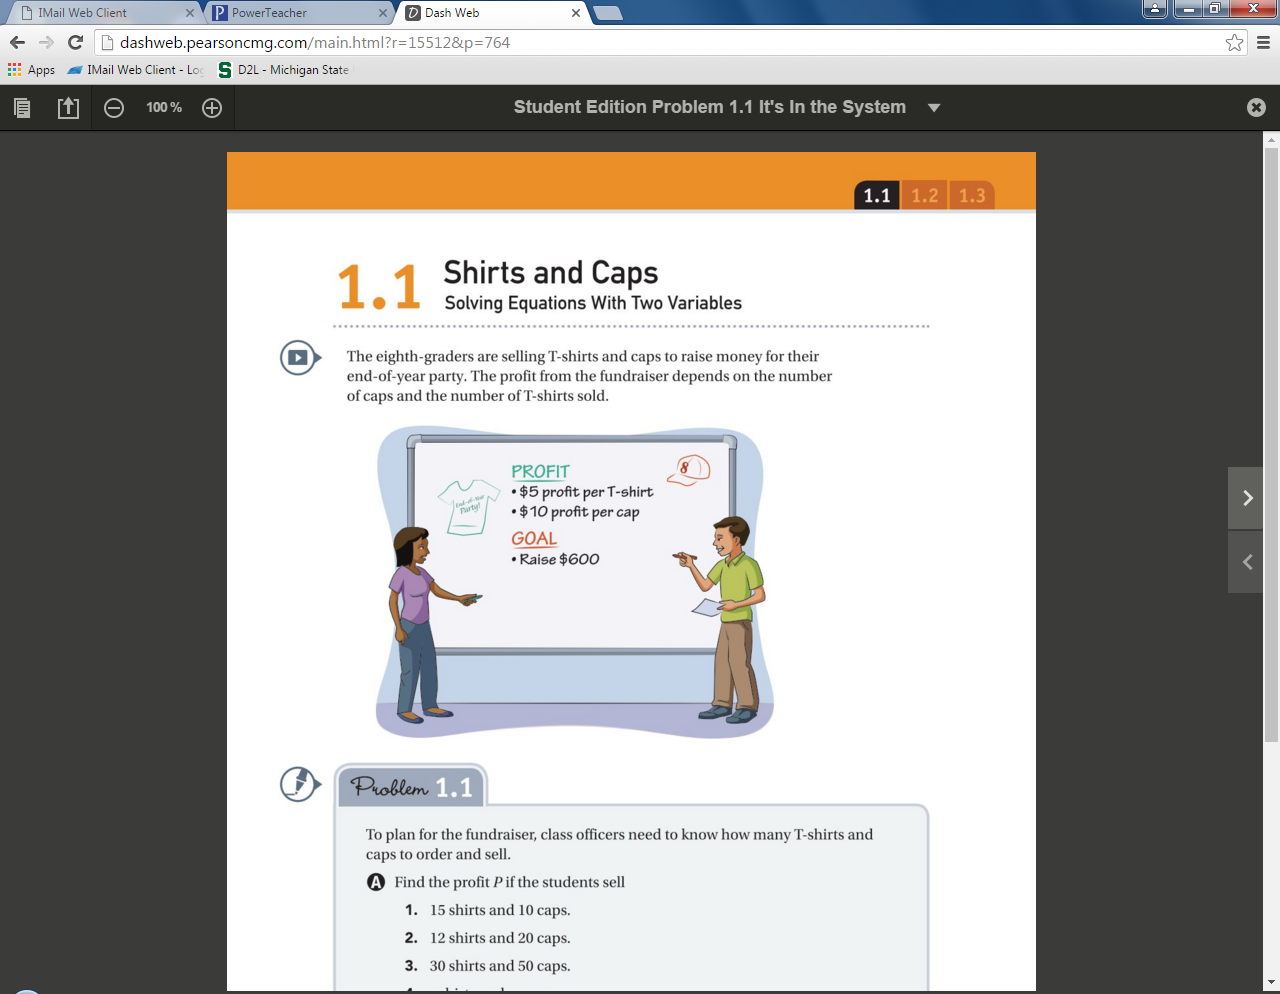 IMail Web Client
PowerTeacher
Dash Web
dashweb.pearsoncmg.com/main.html?r=15512&p=764
Apps
IMail Web Client - Lo
D2L - Michigan State
100 %
Student Edition Problem 1.1 It's In the System
1.1 1.2 1.3
1.1
Shirts and Caps
Solving Equations With Two Variables
The eighth-graders are selling T-shirts and caps to raise money for their
end-of-year party. The profit from the fundraiser depends on the number
of caps and the number of T-shirts sold.
End-of-Year
Party!
8
PROFIT
• $5 profit per T-shirt
• $10 profit per cap
GOAL
• Raise $600
Problem 1.1
To plan for the fundraiser, class officers need to know how many T-shirts and
caps to order and sell.
A Find the profit P if the students sell
1. 15 shirts and 10 caps.
2. 12 shirts and 20 caps.
3. 30 shirts and 50 caps.